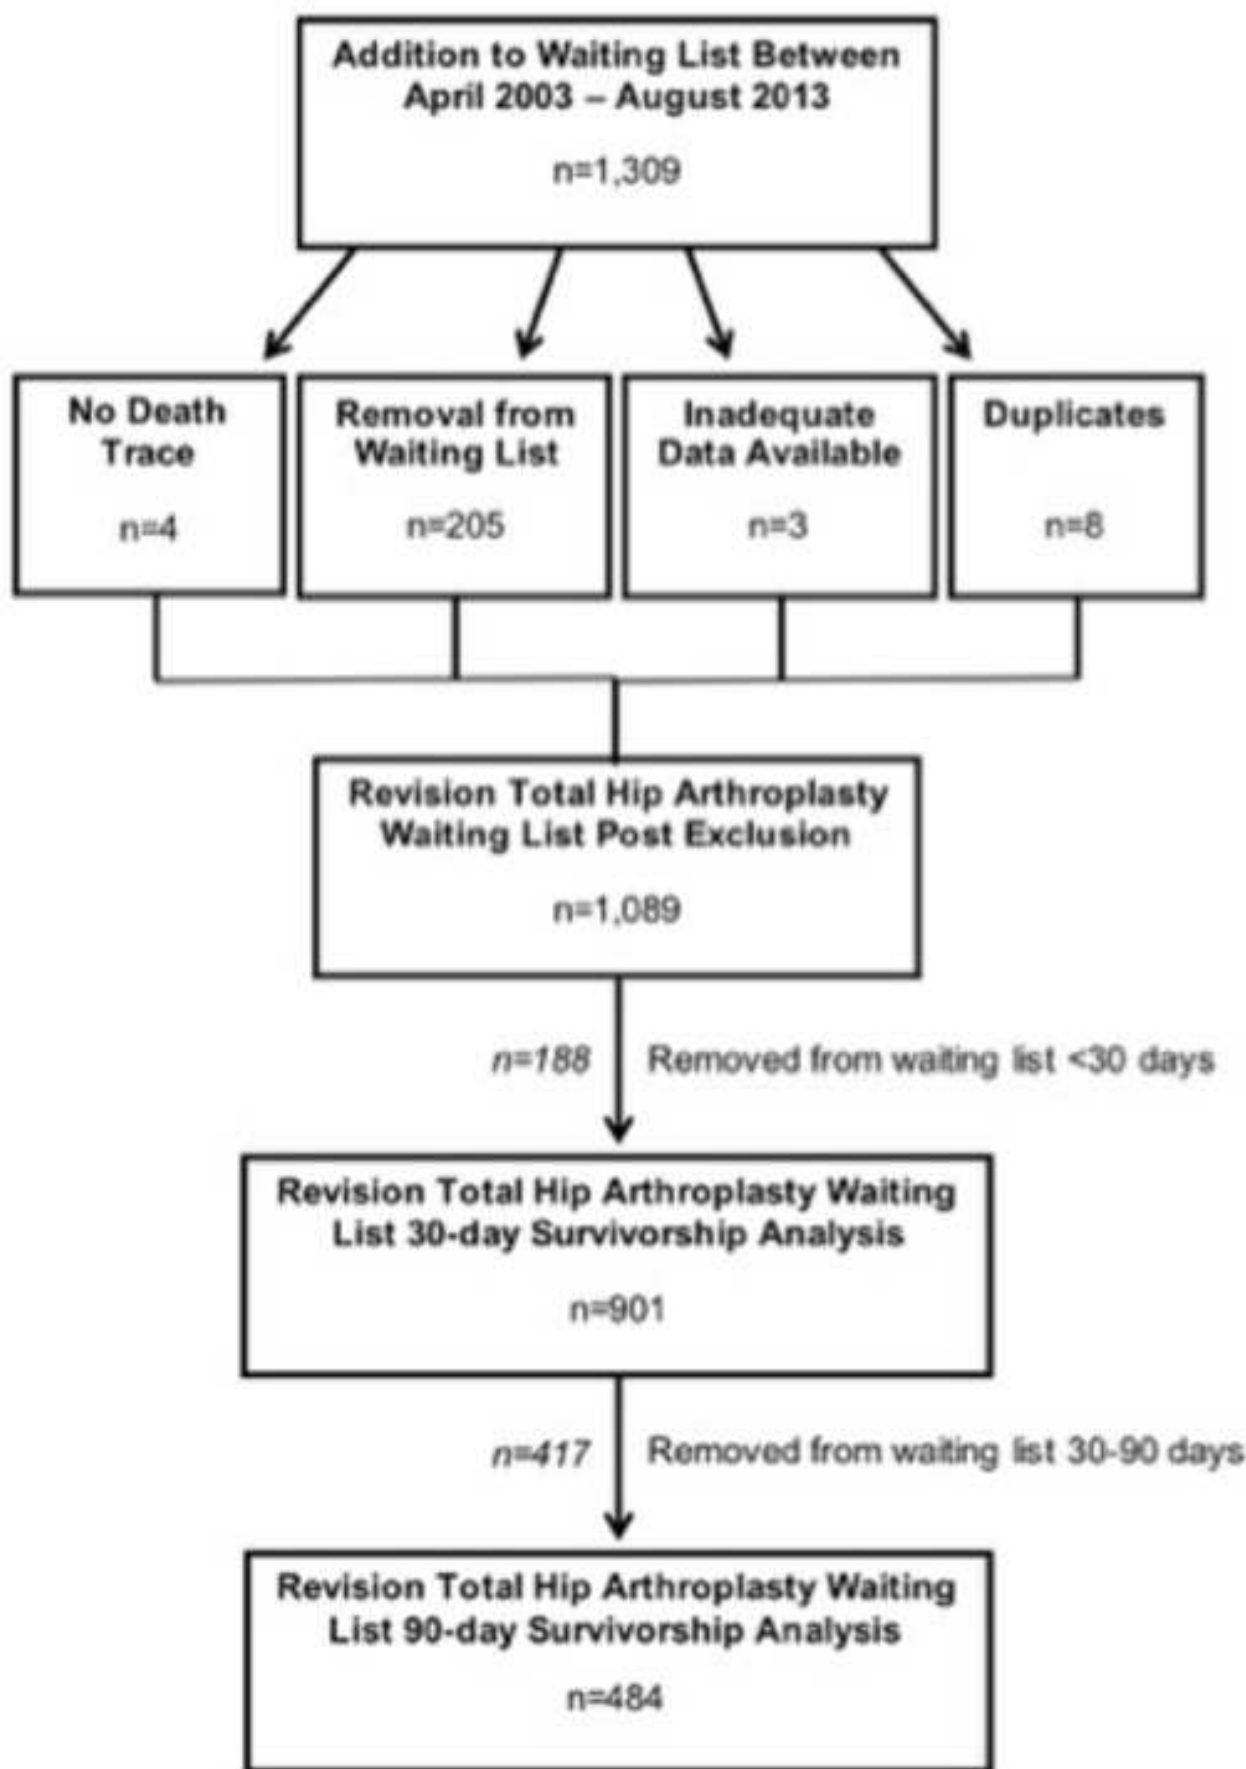 Addition to Waiting List Between
April 2003 – August 2013
n=1,309
No Death
Trace
n=4
Removal from
Waiting List
n=205
Inadequate
Data Available
n=3
Duplicates
n=8
Revision Total Hip Arthroplasty
Waiting List Post Exclusion
n=1,089
n=188 Removed from waiting list <30 days
Revision Total Hip Arthroplasty Waiting
List 30-day Survivorship Analysis
n=901
n=417 Removed from waiting list 30-90 days
Revision Total Hip Arthroplasty Waiting
List 90-day Survivorship Analysis
n=484